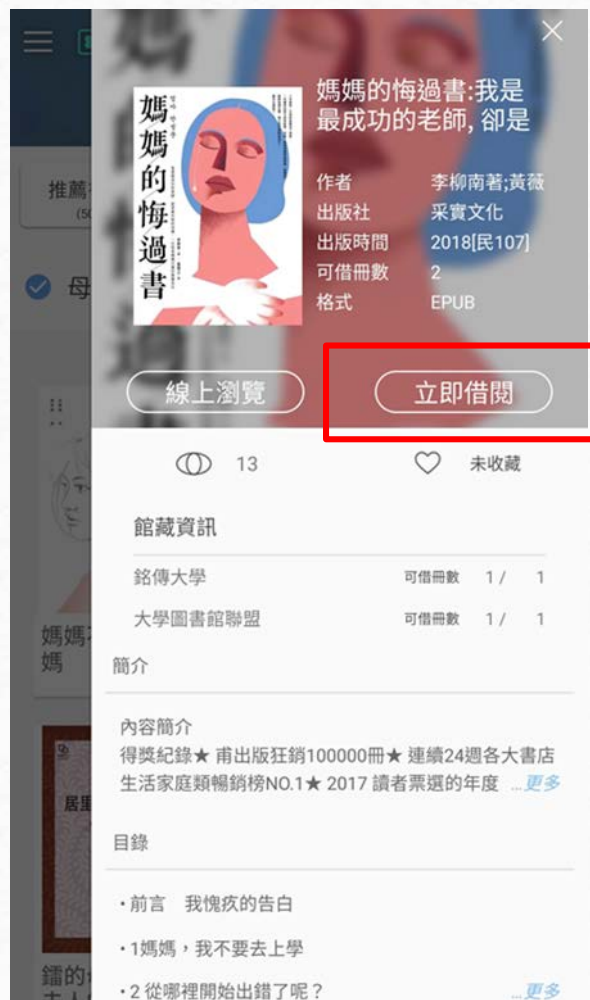 媽媽的悔過書:我是
最成功的老師, 卻是
媽媽的悔過書
作者 李柳南著;黃薇
出版社 采實文化
出版時間 2018[民107]
可借冊數 2
格式 EPUB
線上瀏覽 立即借閱
13 未收藏
館藏資訊
銘傳大學 可借冊數 1 / 1
大學圖書館聯盟 可借冊數 1 / 1
簡介
內容簡介
得獎紀錄★ 甫出版狂銷100000冊★ 連續24週各大書店
生活家庭類暢銷榜NO.1★ 2017 讀者票選的年度 ...更多
目錄
・前言 我愧疚的告白
・1媽媽,我不要去上學
・2 從哪裡開始出錯了呢? ...更多
推薦
母
媽媽
媽
居里
鐳的